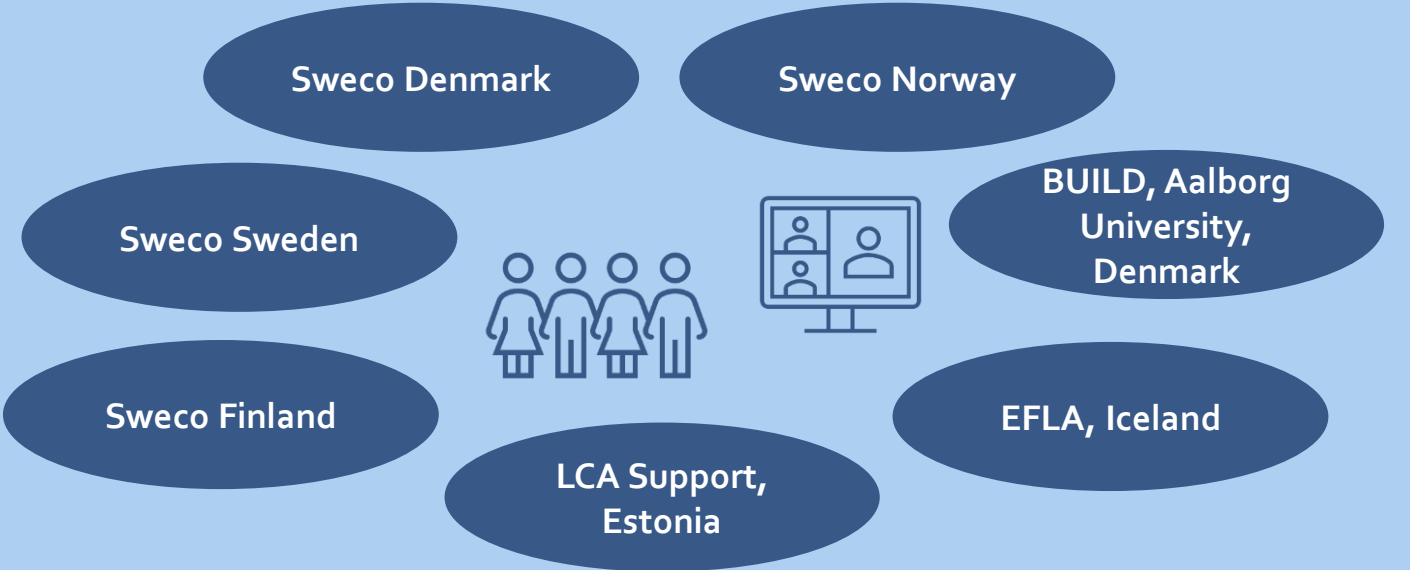 Sweco Denmark
Sweco Norway
BUILD, Aalborg
University,
Denmark
Sweco Sweden
Sweco Finland
EFLA, Iceland
LCA Support,
Estonia